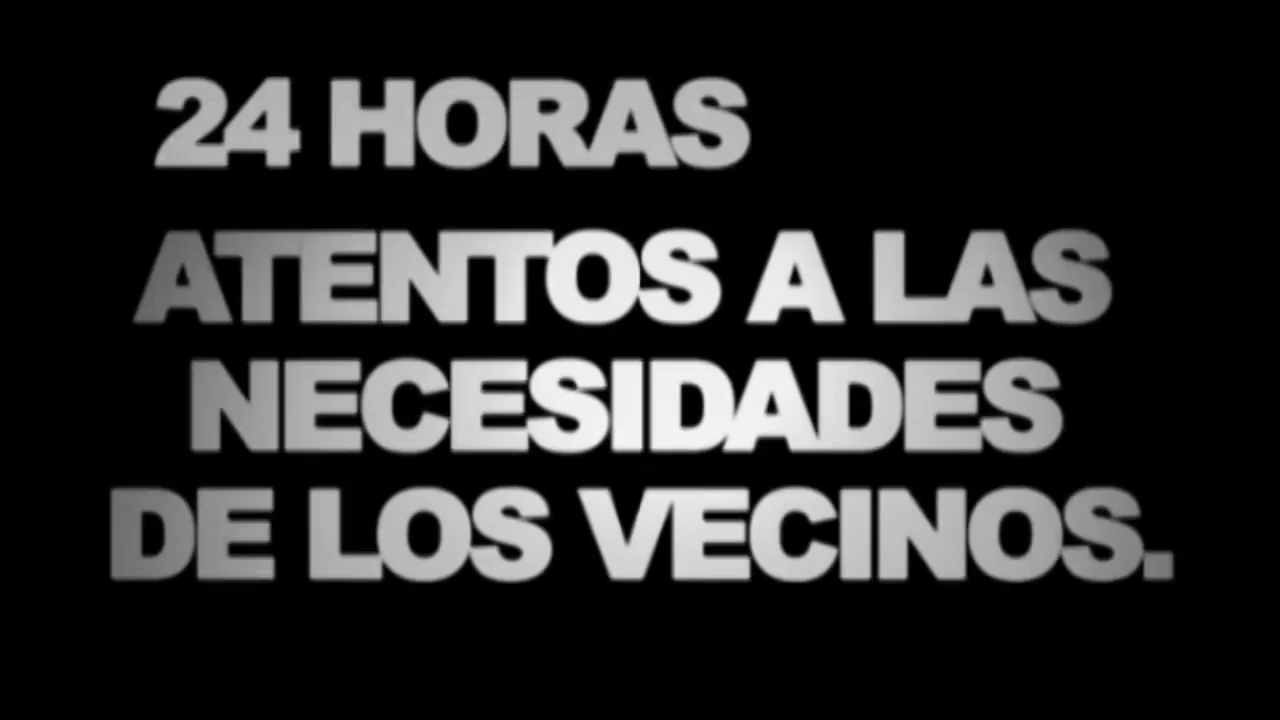 24 HORAS
ATENTOS A LAS
NECESIDADES
DE LOS VECINOS.